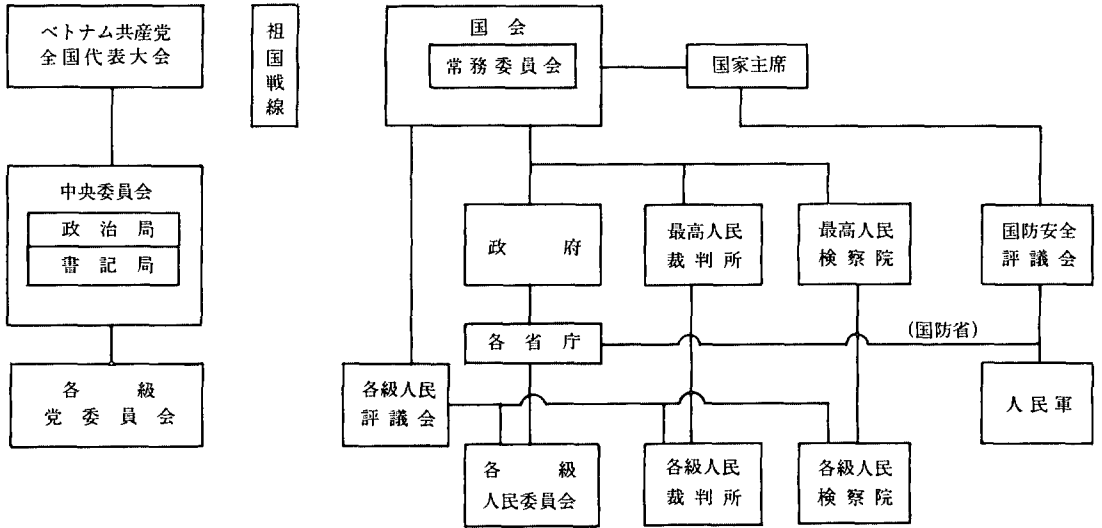 ベトナム共産党
全国代表大会
祖国戦線
国会
常務委員会
国家主席
中央委員会
政治局
書記局
政府
最高人民
裁判所
最高人民
検察院
国防安全
評議会
各省庁
(国防省)
各級
党委員会
各級人民
評議会
人民軍
各級
人民委員会
各級人民
裁判所
各級人民
検察院